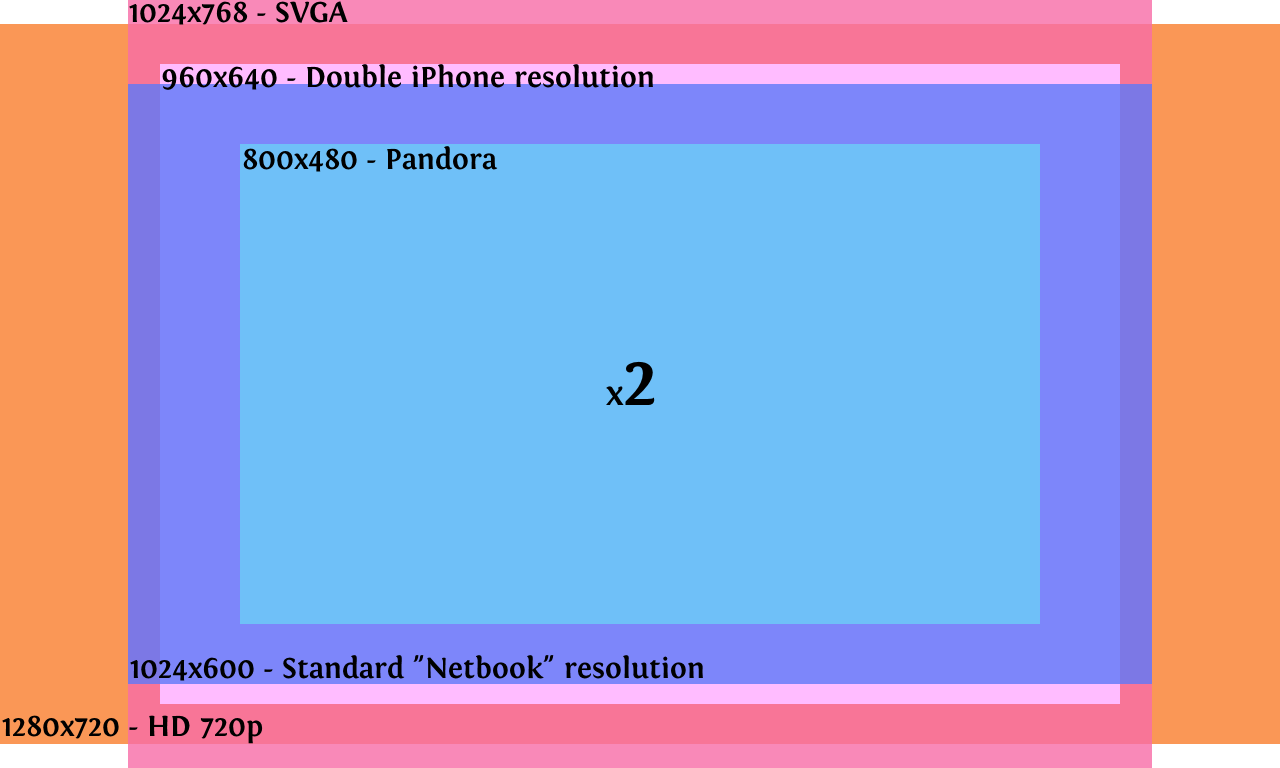 1024x768 - SVGA
960x640 - Double iPhone resolution
800x480 - Pandora
x2
1024x600 - Standard "Netbook" resolution
1280x720 - HD 720p